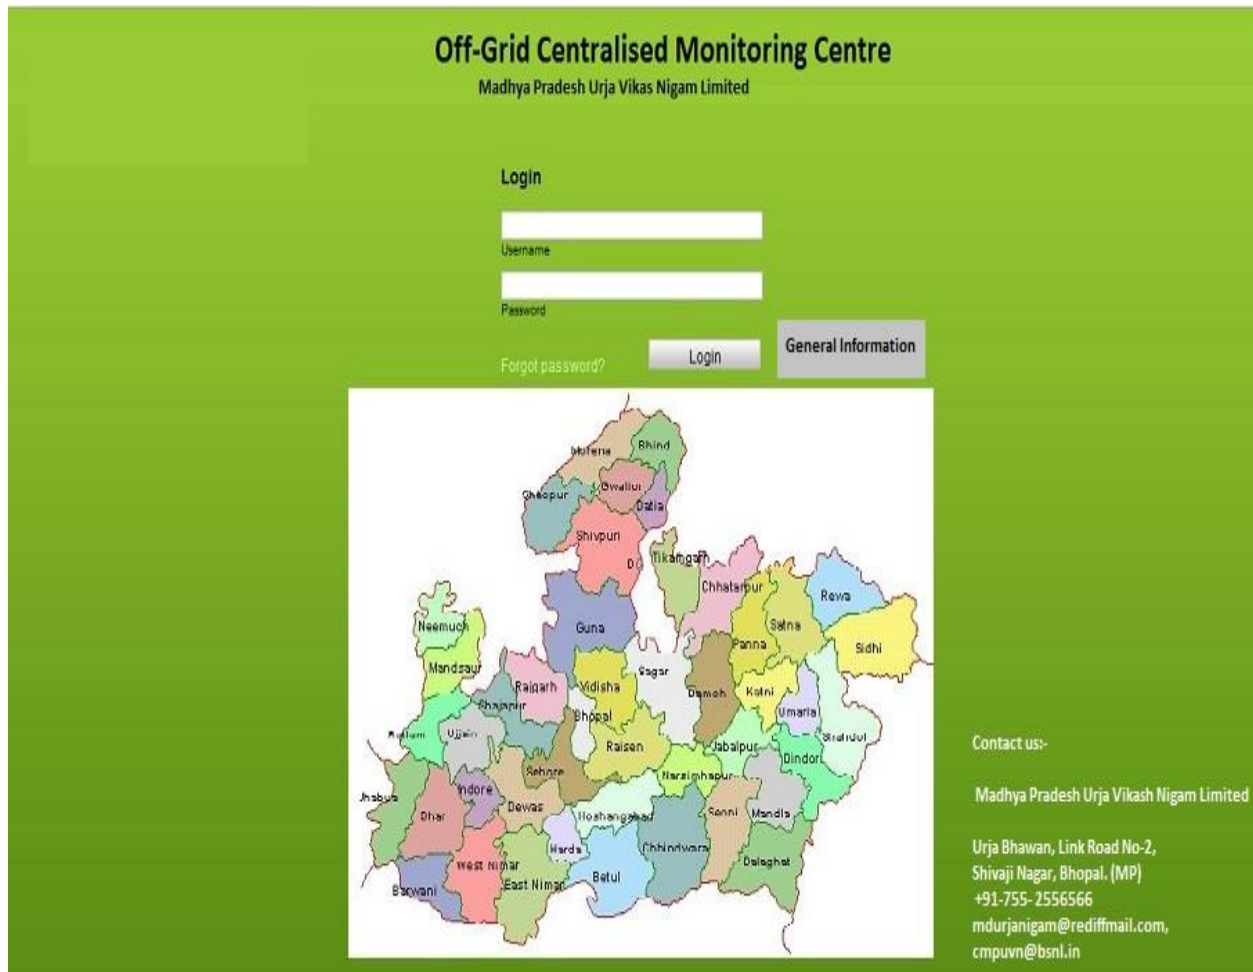 Off-Grid Centralised Monitoring Centre
Madhya Pradesh Urja Vikas Nigam Limited
Login
Username
Password
Forgot password?
Login
General Information
Morena
Bhind
Sheopur
Gwalior
Datia
Shivpuri
Tikamgarh
Chhatarpur
Rewa
Neemuch
Guna
Panna
Satna
Sidhi
Mandsaur
Rajgarh
Vidisha
Sagar
Damoh
Katni
Umaria
Shajapur
Bhopal
Ratlam
Ujjain
Raisen
Jabalpur
Shahdol
Dindori
Sehore
Narsimhapur
Jhabua
Indore
Dewas
Hoshangabad
Mandla
Dhar
Harda
Chhindwara
West Nimar
East Nimar
Betul
Barwani
Contact us:-
Madhya Pradesh Urja Vikash Nigam Limited
Urja Bhawan, Link Road No-2,
Shivaji Nagar, Bhopal. (MP)
+91-755- 2556566
mdurjanigam@rediffmail.com,
cmpuvn@bsnl.in